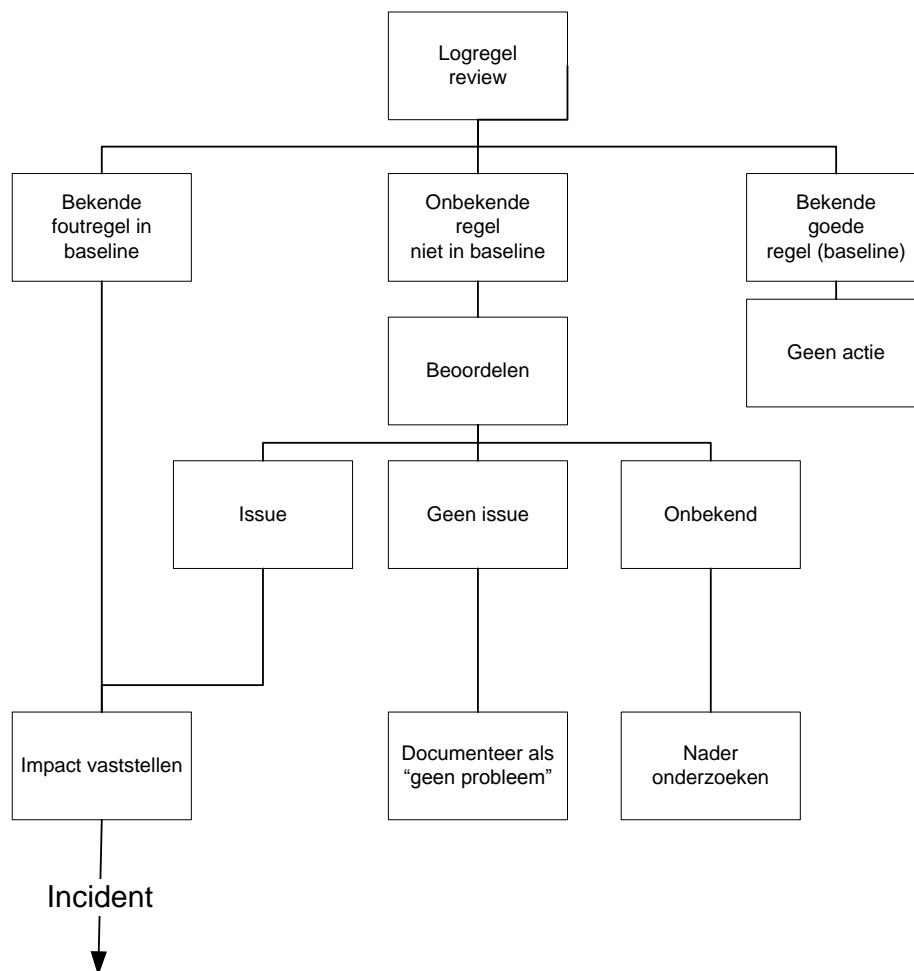 Logregel
review
Bekende
foutregel in
baseline
Onbekende
regel
niet in baseline
Bekende
goede
regel (baseline)
Geen actie
Beoordelen
Issue
Geen issue
Onbekend
Impact vaststellen
Documenteer als
“geen probleem”
Nader
onderzoeken
Incident